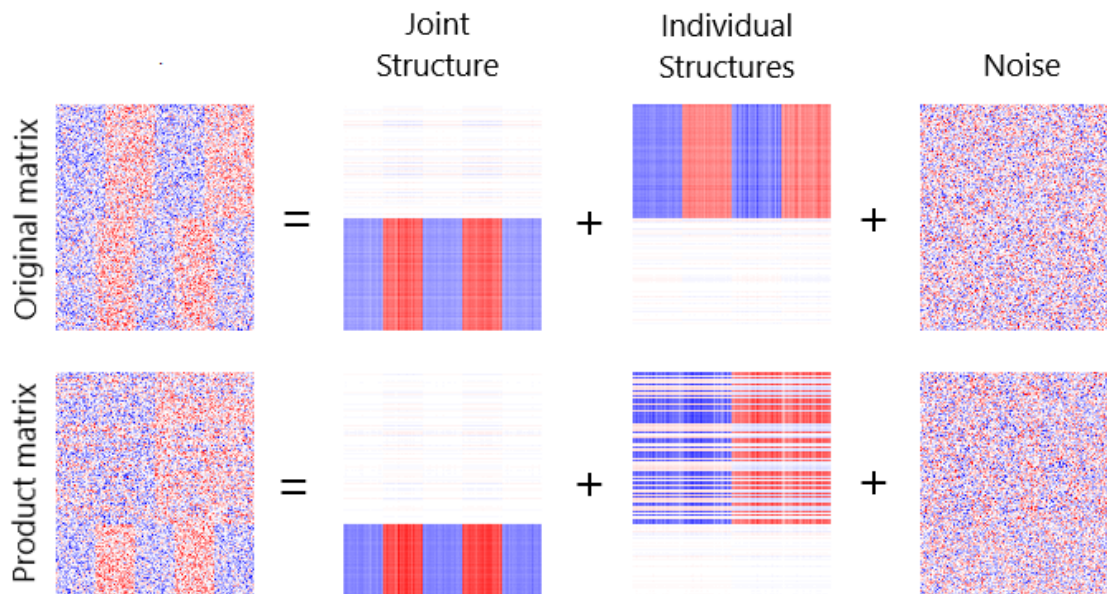 Joint
Structure
Individual
Structures
Noise
.
Original matrix
=
+
+
Product matrix
=
+
+